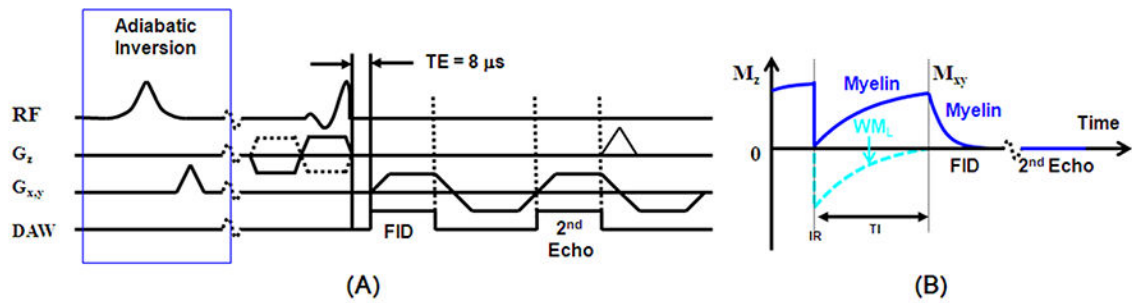 Adiabatic
Inversion
TE = 8 μs
RF
Gz
Gx,y
DAW
FID
2nd
Echo
(A)
Mz
Mxy
Myelin
Myelin
WML
Time
0
FID
2nd Echo
IR
TI
(B)